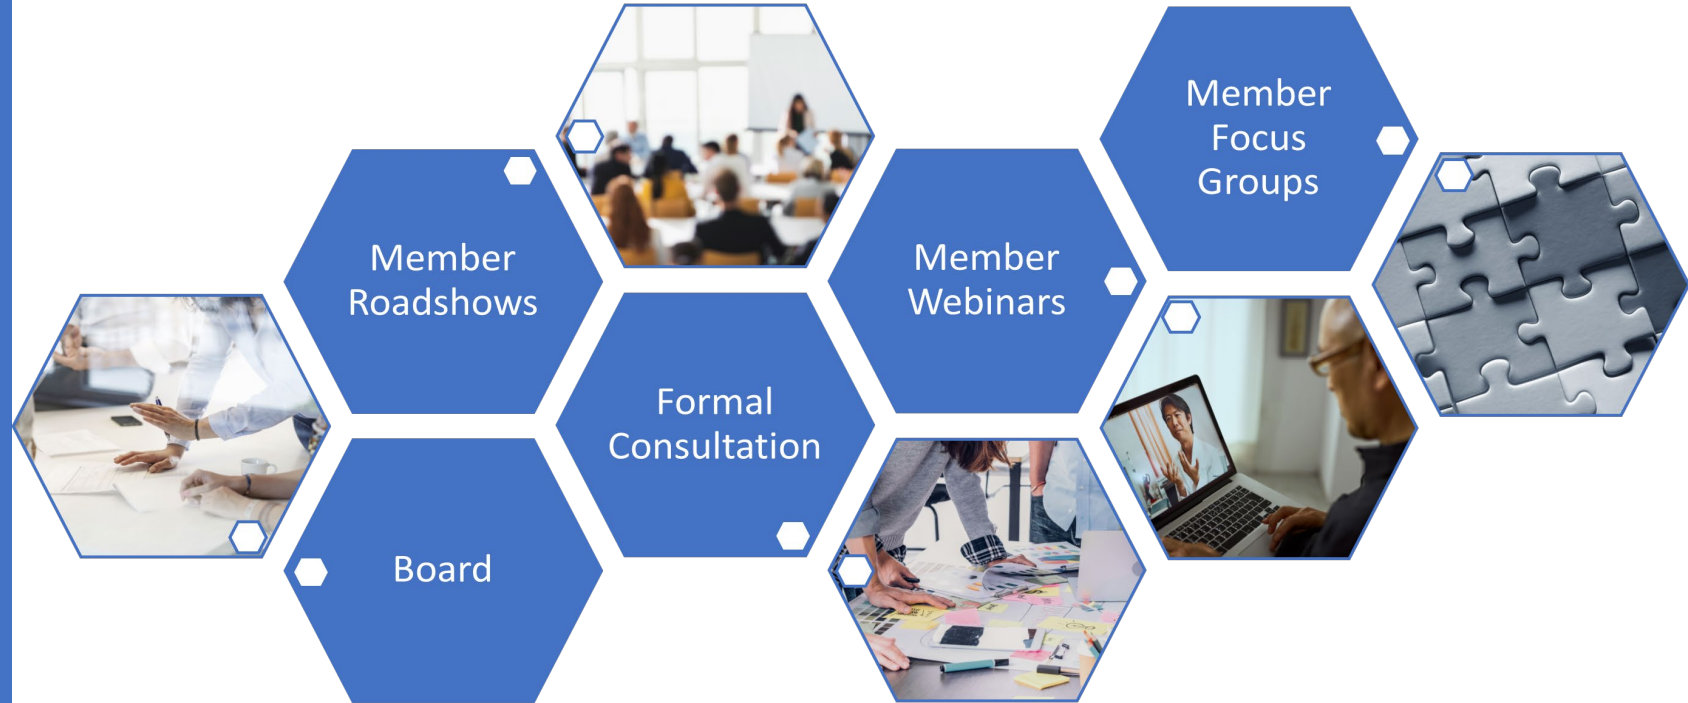 Member
Roadshows
Board
Formal
Consultation
Member
Webinars
Member
Focus
Groups